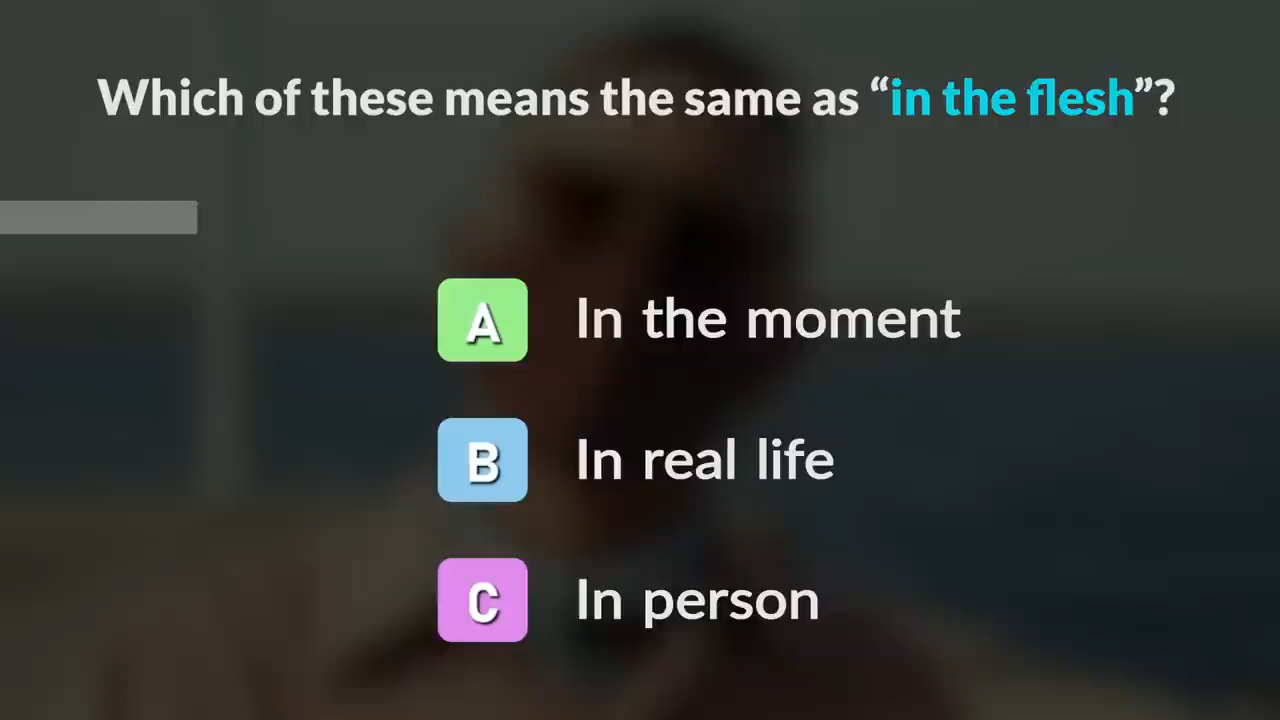 Which of these means the same as “in the flesh”?
A In the moment
B In real life
C In person